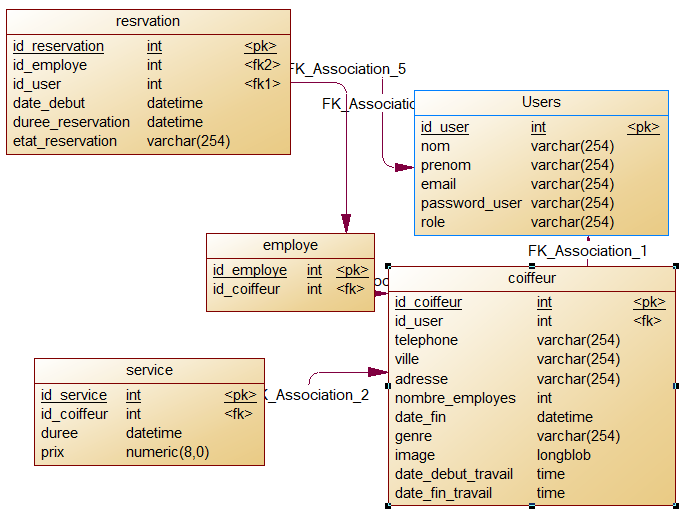 resrvation
id_reservation int <pk>
id_employe int <fk2>
id_user int <fk1>
date_debut datetime
duree_reservation datetime
etat_reservation varchar(254)
FK_Association_5
Users
id_user int <pk>
nom varchar(254)
prenom varchar(254)
email varchar(254)
password_user varchar(254)
role varchar(254)
employe
id_employe int <pk>
id_coiffeur int <fk>
FK_Association_1
coiffeur
id_coiffeur int <pk>
id_user int <fk>
telephone varchar(254)
ville varchar(254)
adresse varchar(254)
nombre_employes int
date_fin datetime
genre varchar(254)
image longblob
date_debut_travail time
date_fin_travail time
service
id_service int <pk>
id_coiffeur int <fk>
duree datetime
prix numeric(8,0)
FK_Association_2